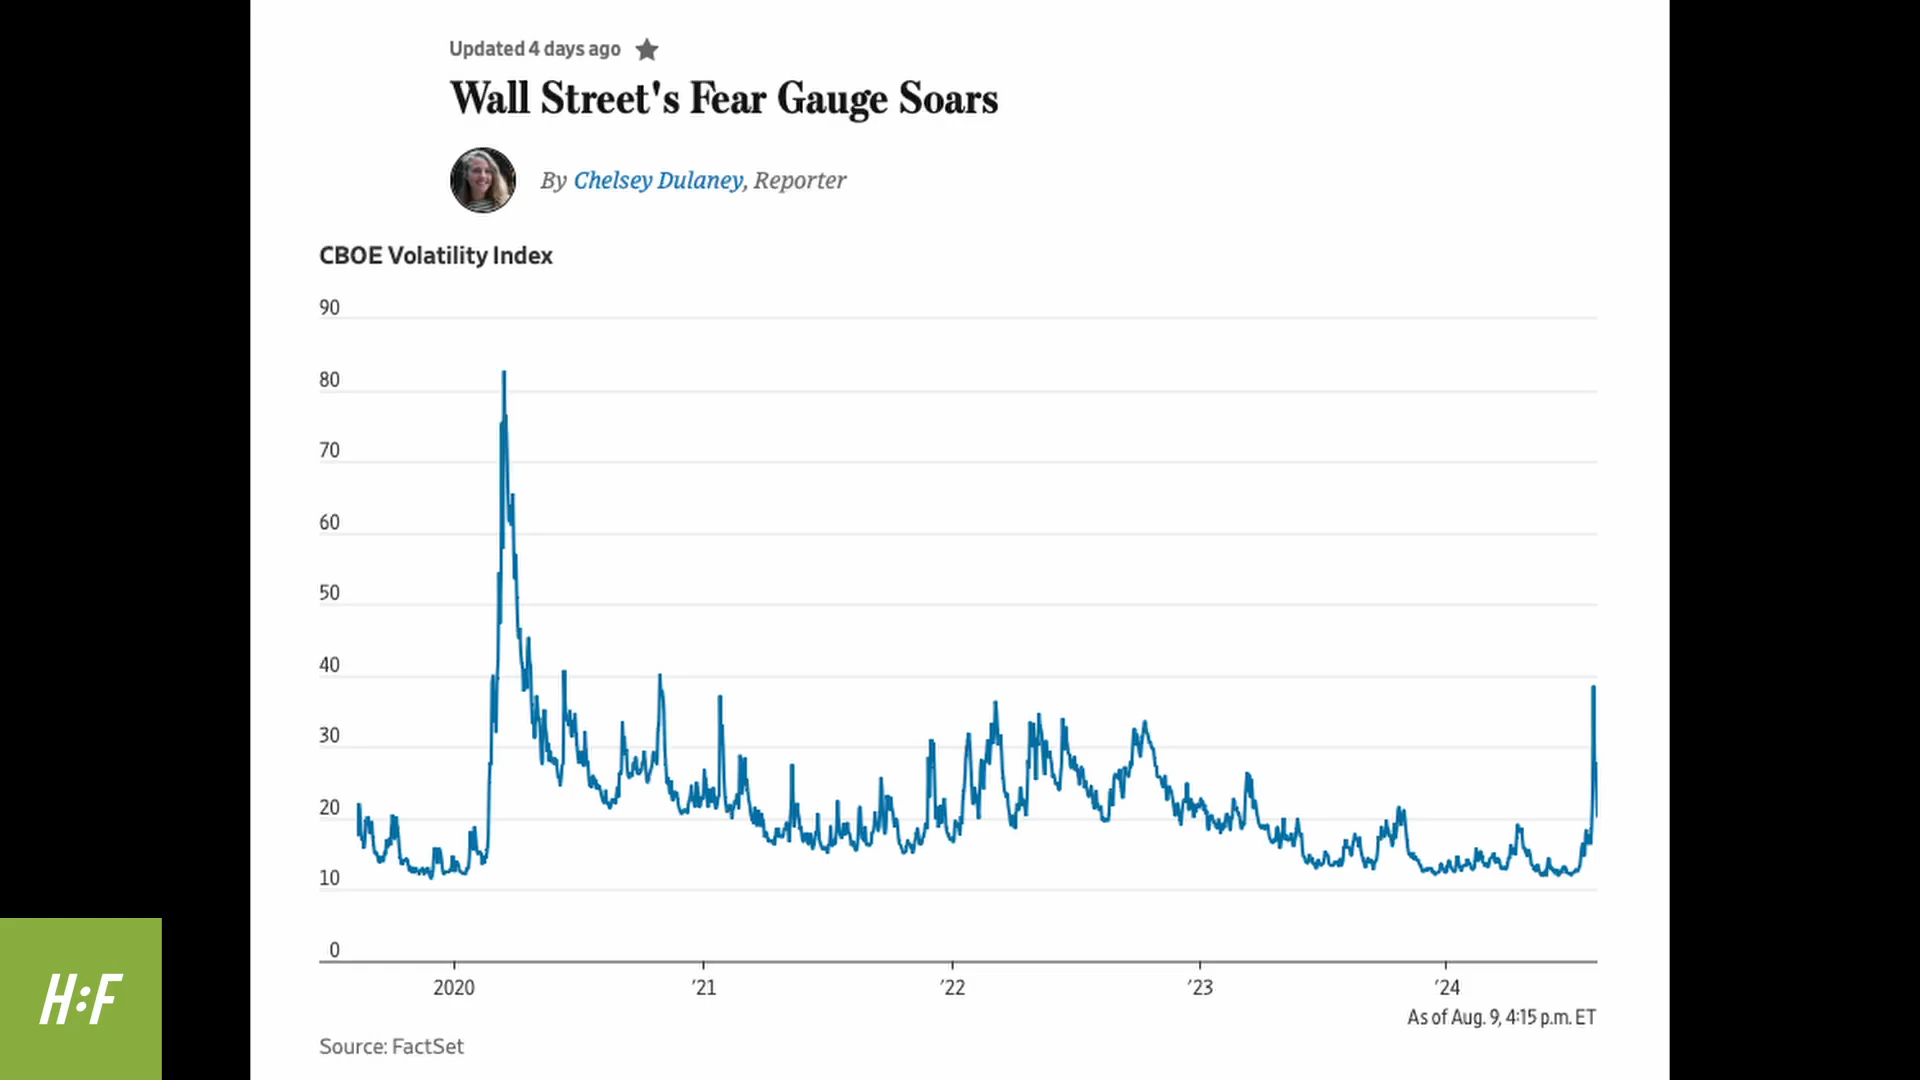 Updated 4 days ago
Wall Street's Fear Gauge Soars
By Chelsey Dulaney, Reporter
CBOE Volatility Index
90
80
70
60
50
40
30
20
10
0
2020 '21 '22 '23 '24
As of Aug. 9, 4:15 p.m. ET
Source: FactSet
H:F